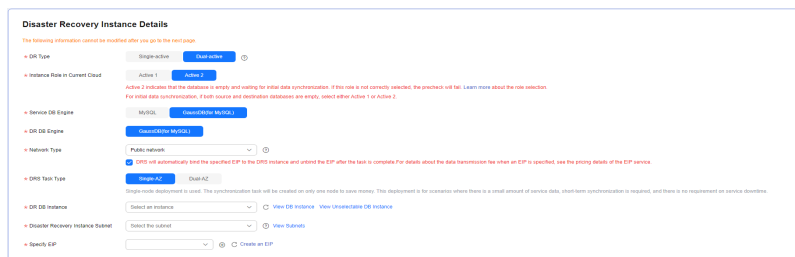 Disaster Recovery Instance Details
The following information cannot be modified after you go to the next page.
* DR Type Single-active Dual-active
* Instance Role in Current Cloud Active 1 Active 2
Active 2 indicates that the database is empty and waiting for initial data synchronization. If this role is not correctly selected, the precheck will fail. Learn more about the role selection.
For initial data synchronization, if both source and destination databases are empty, select either Active 1 or Active 2.
* Service DB Engine MySQL GaussDB(for MySQL)
* DR DB Engine GaussDB(for MySQL)
* Network Type Public network
DRS will automatically bind the specified EIP to the DRS instance and unbind the EIP after the task is complete.For details about the data transmission fee when an EIP is specified, see the pricing details of the EIP service
* DRS Task Type Single-AZ Dual-AZ
Single-node deployment is used. The synchronization task will be created on only one node to save money. This deployment is for scenarios where there is a small amount of service data, short-term synchronization is required, and there is no requirement on service downtime.
* DR DB Instance Select an instance View DB Instance View Unselectable DB Instance
* Disaster Recovery Instance Subnet Select the subnet View Subnets
* Specify EIP Create an EIP